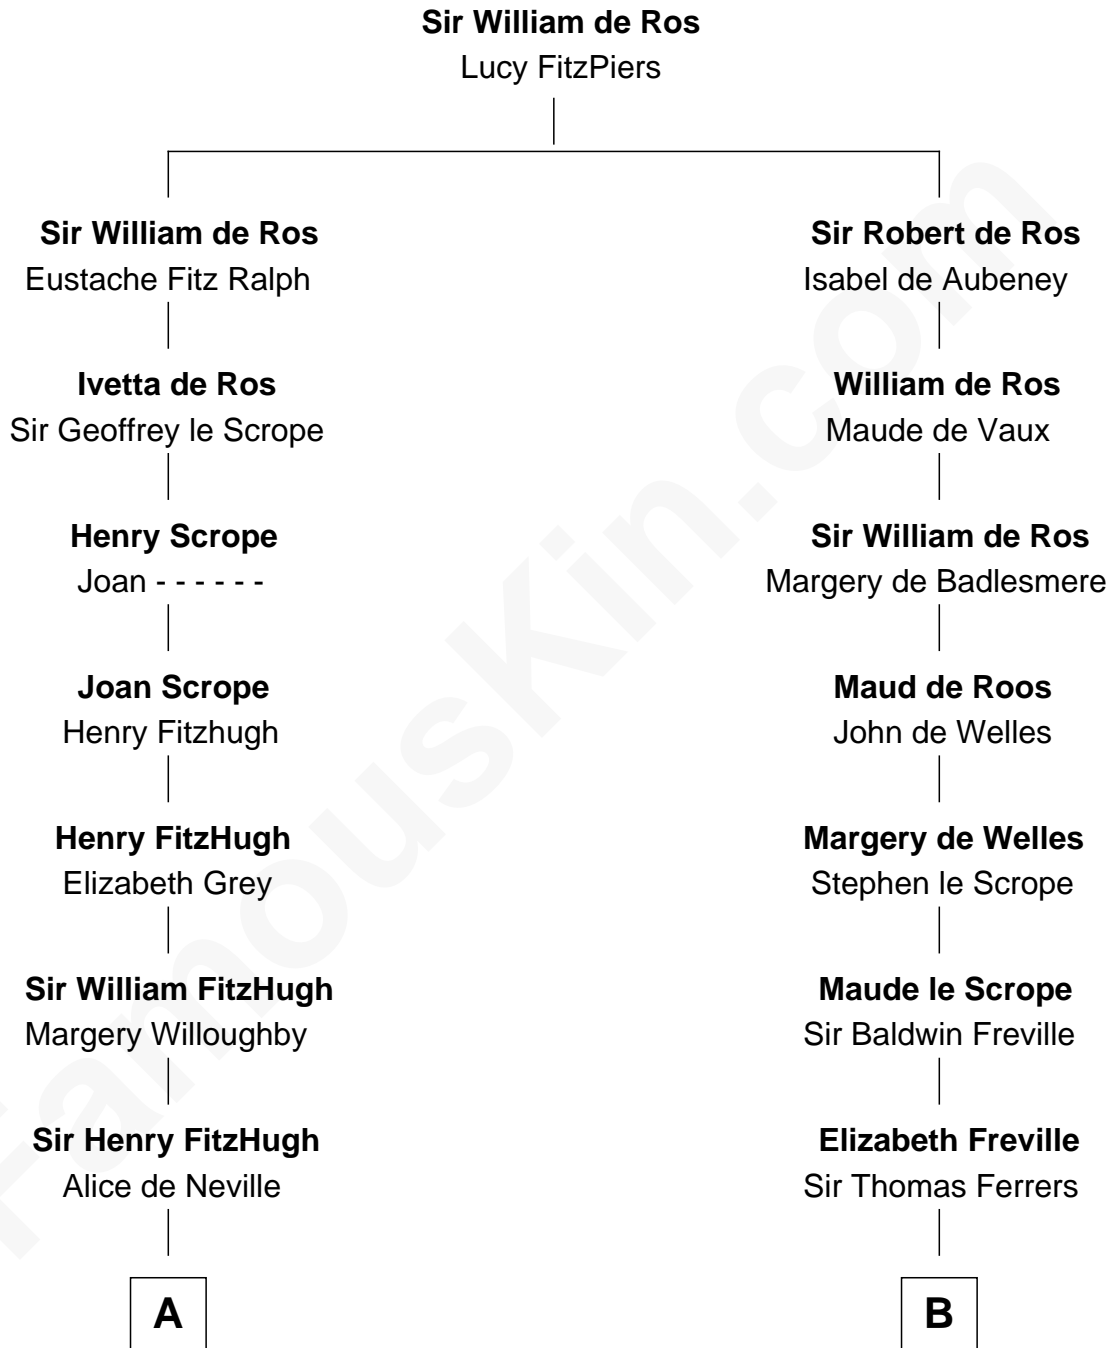 Sir William de Ros
Lucy FitzPiers
Sir William de Ros
Eustache Fitz Ralph
Sir Robert de Ros
Isabel de Aubeney
Ivetta de Ros
Sir Geoffrey le Scrope
William de Ros
Maude de Vaux
Henry Scrope
Joan - - - - - -
Sir William de Ros
Margery de Badlesmere
Joan Scrope
Henry Fitzhugh
Maud de Roos
John de Welles
Henry FitzHugh
Elizabeth Grey
Margery de Welles
Stephen le Scrope
Sir William FitzHugh
Margery Willoughby
Maude le Scrope
Sir Baldwin Freville
Sir Henry FitzHugh
Alice de Neville
Elizabeth Freville
Sir Thomas Ferrers
A
B
FamousKin.com